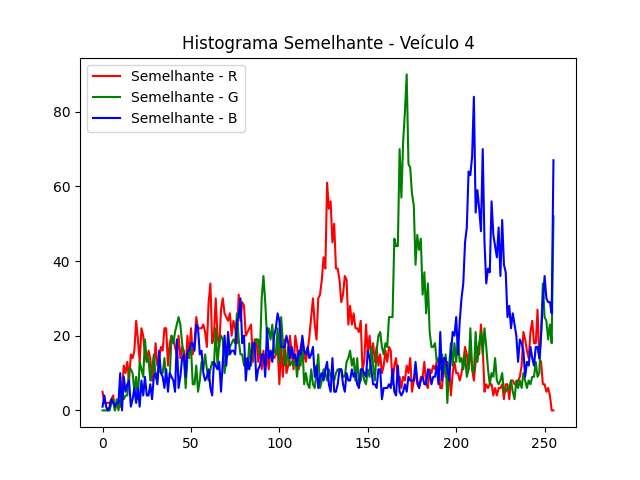 Histograma Semelhante - Veículo 4
Semelhante - R
Semelhante - G
Semelhante - B
80
60
40
20
0
0 50 100 150 200 250